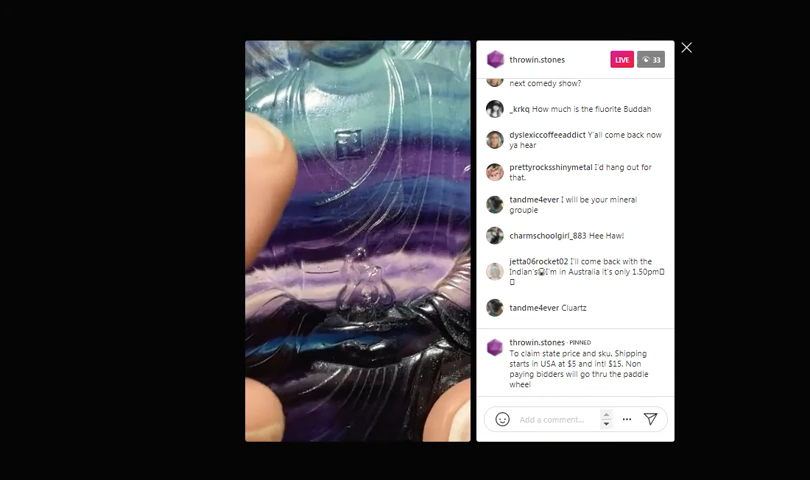 throwin.stones LIVE 33
next comedy show?
_krkq How much is the fluorite Buddah
dyslexiccoffeeaddict Y'all come back now
ya hear
prettyrocksshinymetal I'd hang out for
that.
tandme4ever I will be your mineral
groupie
charmschoolgirl_883 Hee Haw!
jetta06rocket02 I'll come back with the
Indian's I'm in Australia it's only 1.50pm
tandme4ever Cluartz
throwin.stones · PINNED
To claim state price and sku. Shipping
starts in USA at $5 and intl $15. Non
paying bidders will go thru the paddle
wheel
Add a comment...